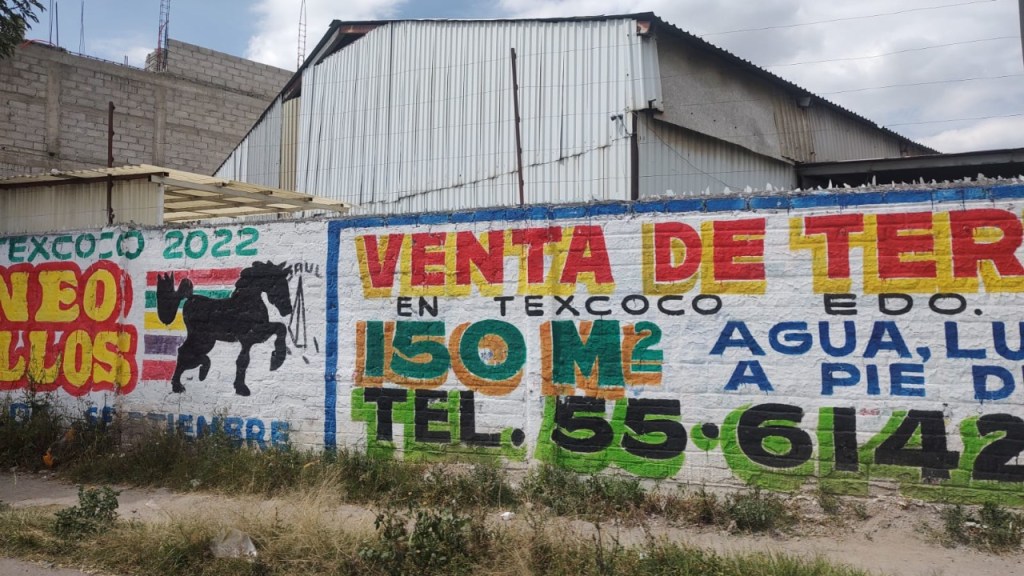 EXCOCO 2022
NEO
LLOS
SEPTIEMBRE
VENTA DE TER
EN TEXCOCO EDO.
150 M2 AGUA, LU
A PIE D
TEL. 55·6142